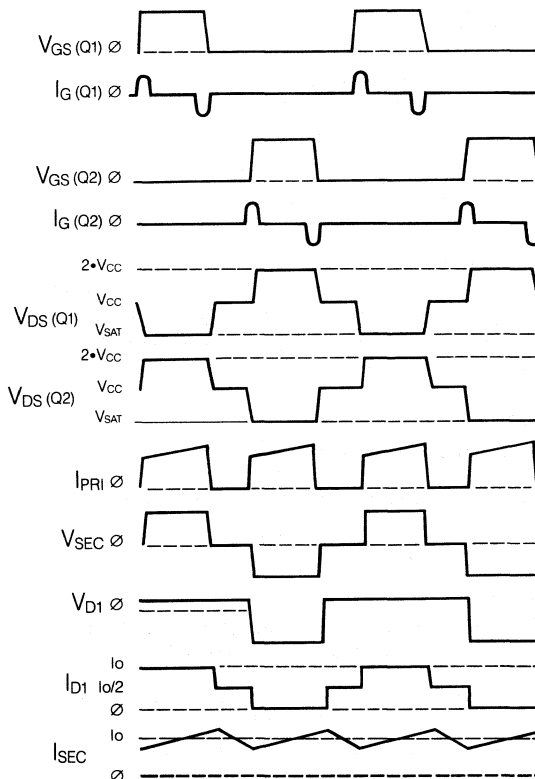 VGS (Q1) Ø
IG (Q1) Ø
VGS (Q2) Ø
IG (Q2) Ø
2•VCC
VCC
VDS (Q1)
VSAT
2•VCC
VCC
VDS (Q2)
VSAT
IPRI Ø
VSEC Ø
VD1 Ø
Io
ID1 Io/2
Ø
Io
ISEC
Ø